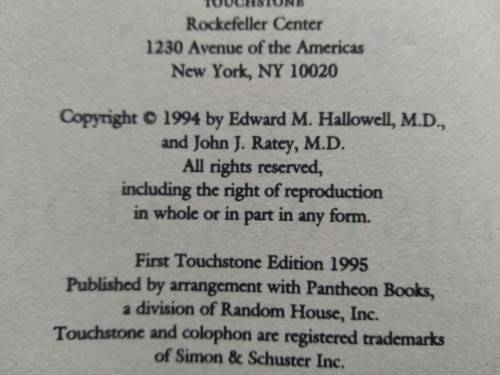 TOUCHSTONE
Rockefeller Center
1230 Avenue of the Americas
New York, NY 10020
Copyright © 1994 by Edward M. Hallowell, M.D.,
and John J. Ratey, M.D.
All rights reserved,
including the right of reproduction
in whole or in part in any form.
First Touchstone Edition 1995
Published by arrangement with Pantheon Books,
a division of Random House, Inc.
Touchstone and colophon are registered trademarks
of Simon & Schuster Inc.